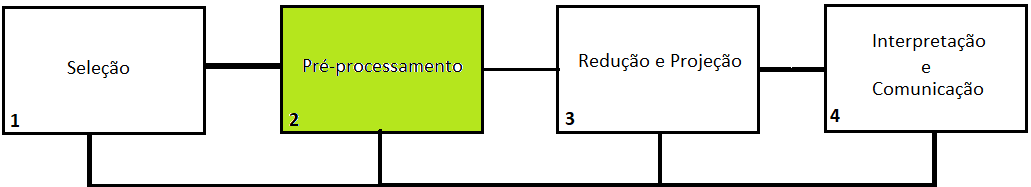 Seleção
1
Pré-processamento
2
Redução e Projeção
3
Interpretação
e
Comunicação
4